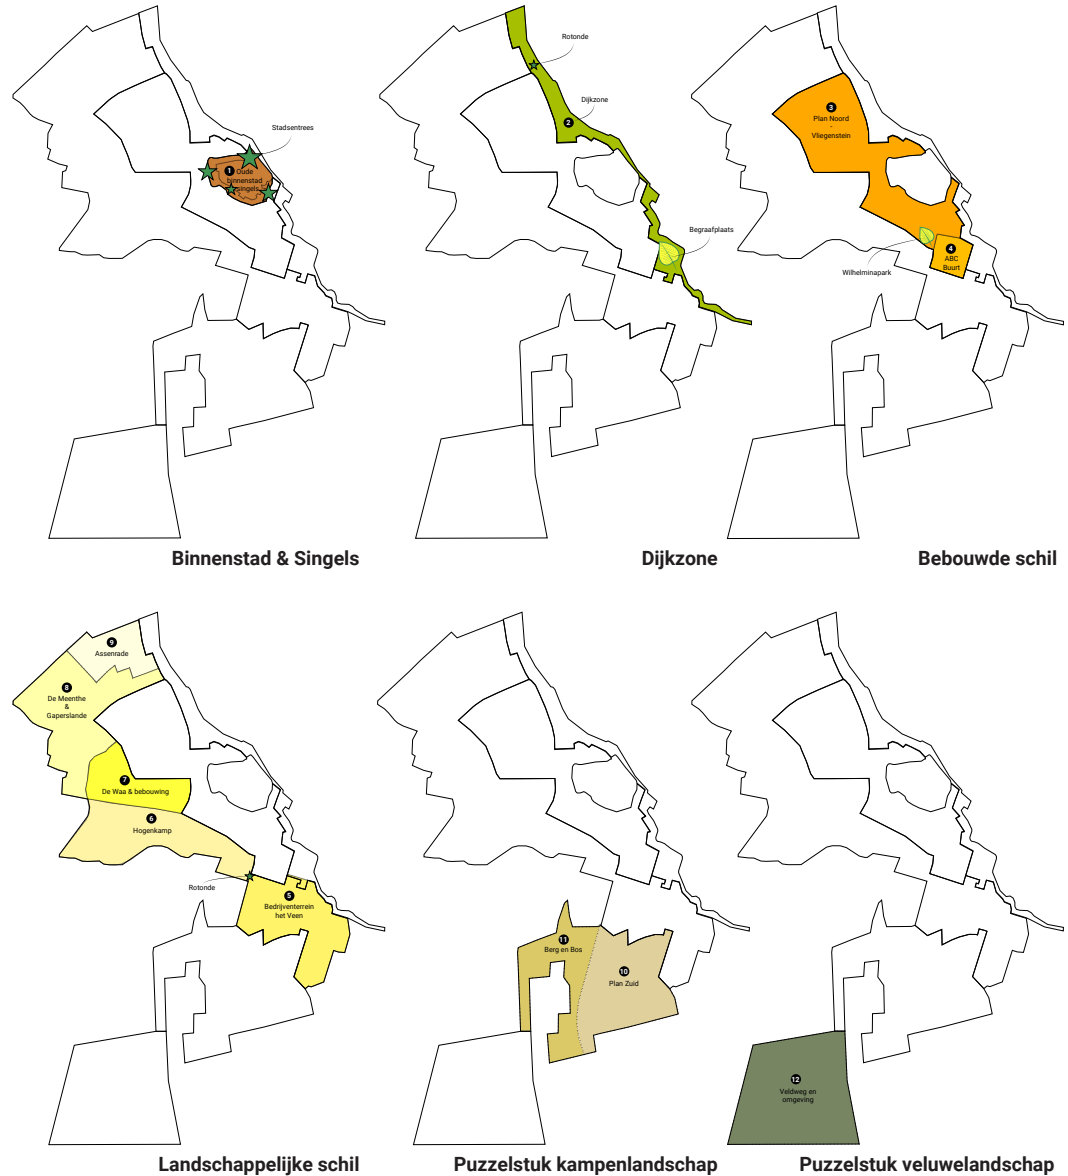 Stadsentrees
1
Oude
binnenstad
& singels
Binnenstad & Singels
Rotonde
Dijkzone
2
Begraafplaats
Dijkzone
3
Plan Noord
-
Vliegenstein
4
ABC
Buurt
Wilhelminapark
Bebouwde schil
9
Assenrade
8
De Meenthe
&
Gaperslande
7
De Waa & bebouwing
6
Hogenkamp
Rotonde
5
Bedrijventerrein
het Veen
Landschappelijke schil
11
Berg en Bos
10
Plan Zuid
Puzzelstuk kampenlandschap
12
Veldweg en
omgeving
Puzzelstuk veluwelandschap